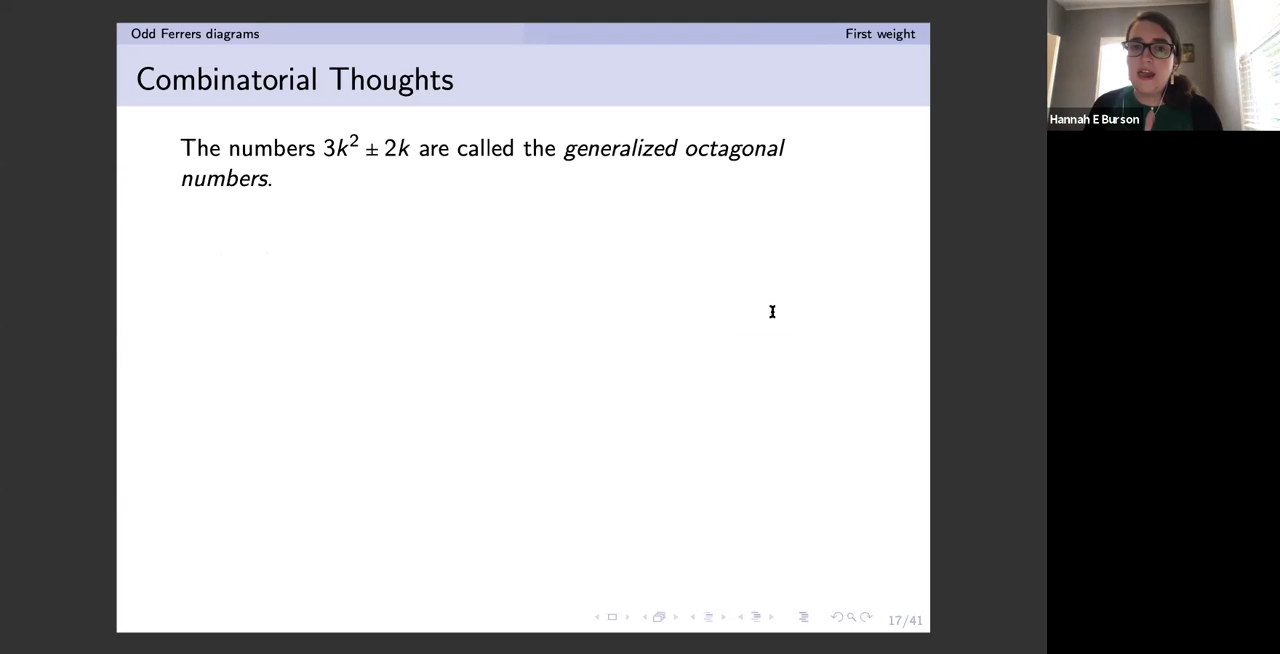 Odd Ferrers diagrams
First weight
Combinatorial Thoughts
The numbers 3k² ± 2k are called the generalized octagonal
numbers.
17/41
Hannah E Burson